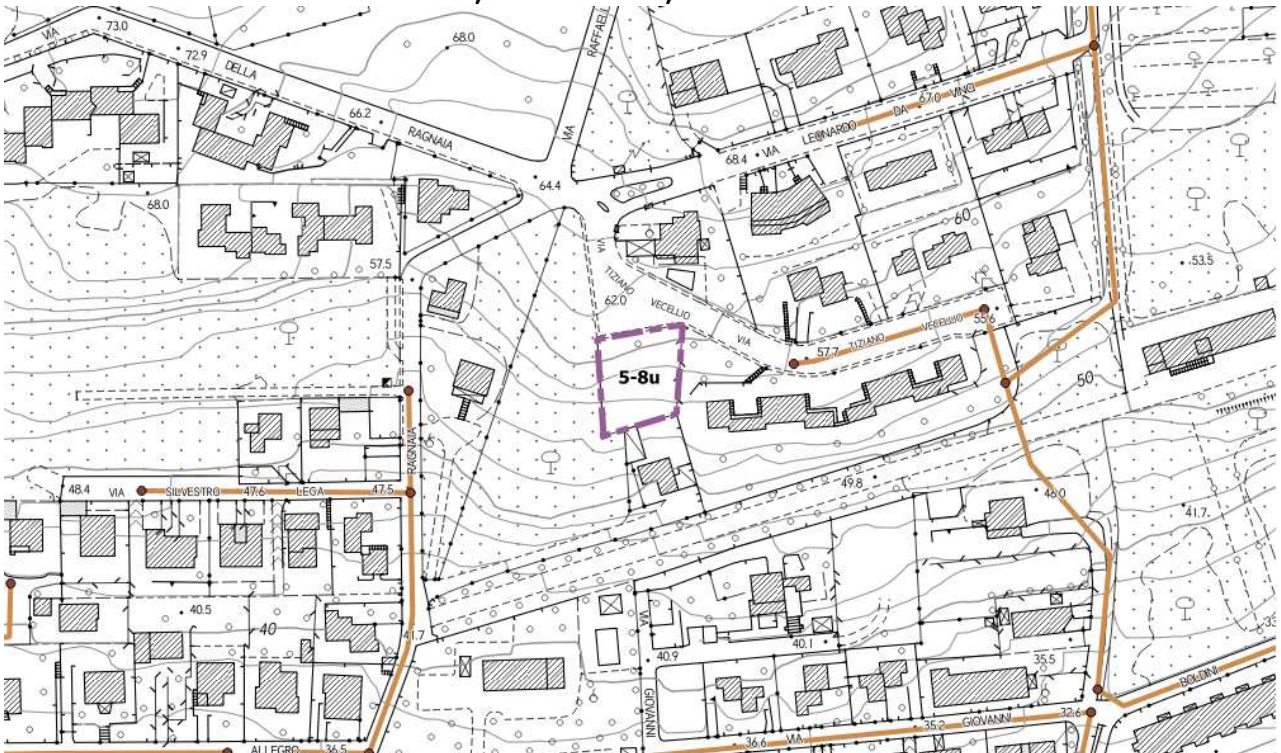 VIA
73.0
72.9
DELLA
68.0
66.2
RAGNAIA
VIA
RAFFAELL
68.4 VIA
LEONARDO
DA
67.0
VINCI
68.0
64.4
57.5
VIA
TIZIANO
62.0
VECELLIO
VIA
60
53.5
5-8u
57.7
TIZIANO
VECELLIO
55.6
50
RAGNAIA
48.4
VIA
SILVESTRO
47.6
LEGA
47.5
49.8
46.0
41.7
40.5
40
41.7
VIA
GIOVANNI
40.9
40.1
35.5
BOLDINI
ALLEGRO
36.5
36.6
VIA
35.2
GIOVANNI
32.6